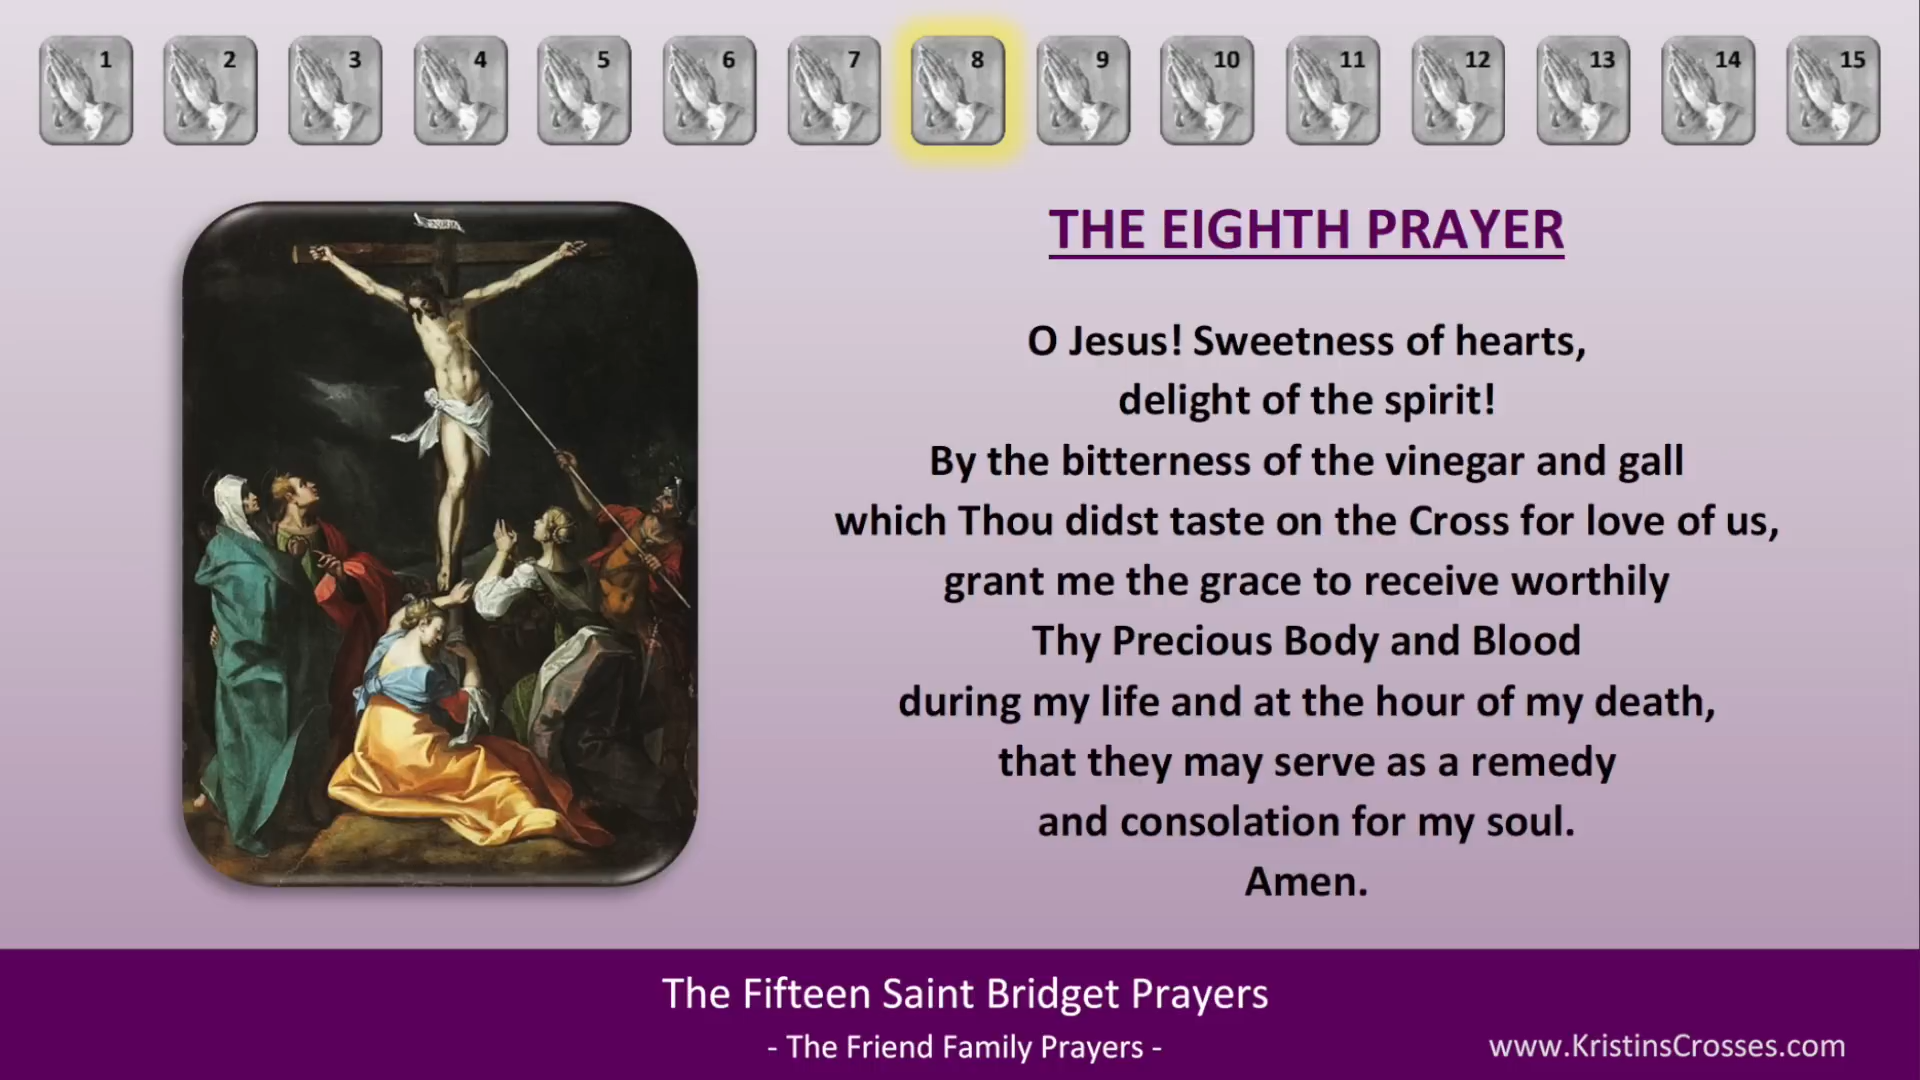 1 2 3 4 5 6 7 8 9 10 11 12 13 14 15
THE EIGHTH PRAYER
O Jesus! Sweetness of hearts,
delight of the spirit!
By the bitterness of the vinegar and gall
which Thou didst taste on the Cross for love of us,
grant me the grace to receive worthily
Thy Precious Body and Blood
during my life and at the hour of my death,
that they may serve as a remedy
and consolation for my soul.
Amen.
The Fifteen Saint Bridget Prayers
- The Friend Family Prayers -
www.KristinsCrosses.com